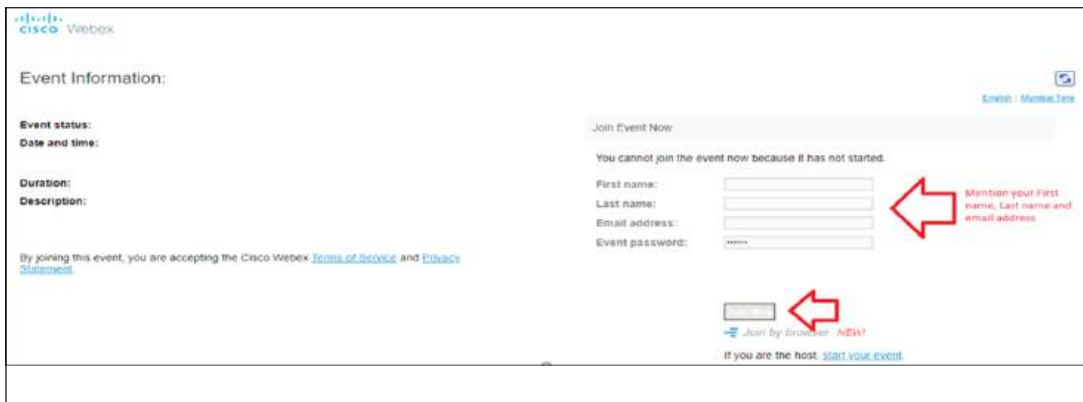 CISCO Webex
Event Information:
English : Mumbai Time
Event status:
Date and time:
Duration:
Description:
By joining this event, you are accepting the Cisco Webex Terms of Service and Privacy
Statement.
Join Event Now
You cannot join the event now because it has not started.
First name:
Last name:
Email address:
Event password:
Mention your First
name, Last name and
email address
Join by browser NEW!
If you are the host, start your event.